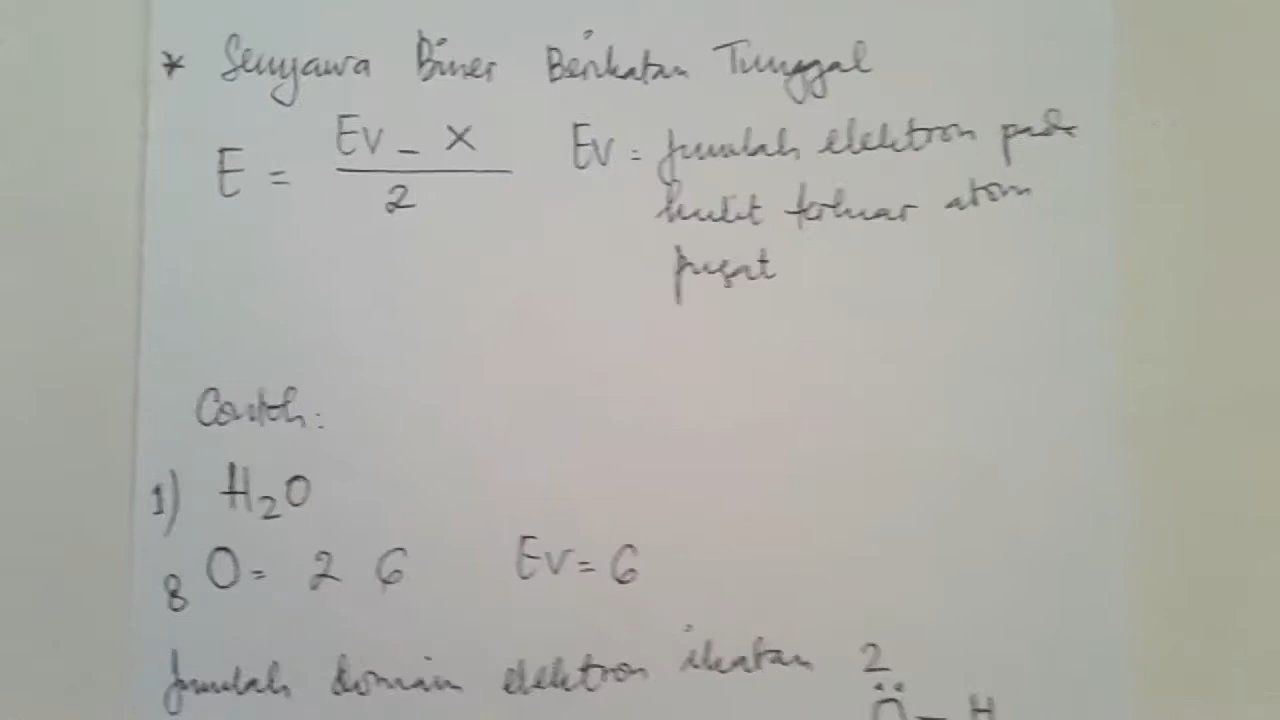 * Senyawa Biner Berikatan Tunggal
E = Ev - X / 2 Ev = Jumlah elektron pada
kulit terluar atom
pusat
Contoh:
1) H₂O
₈O = 2 6 Ev = 6
Jumlah domain elektron ikatan 2
O - H